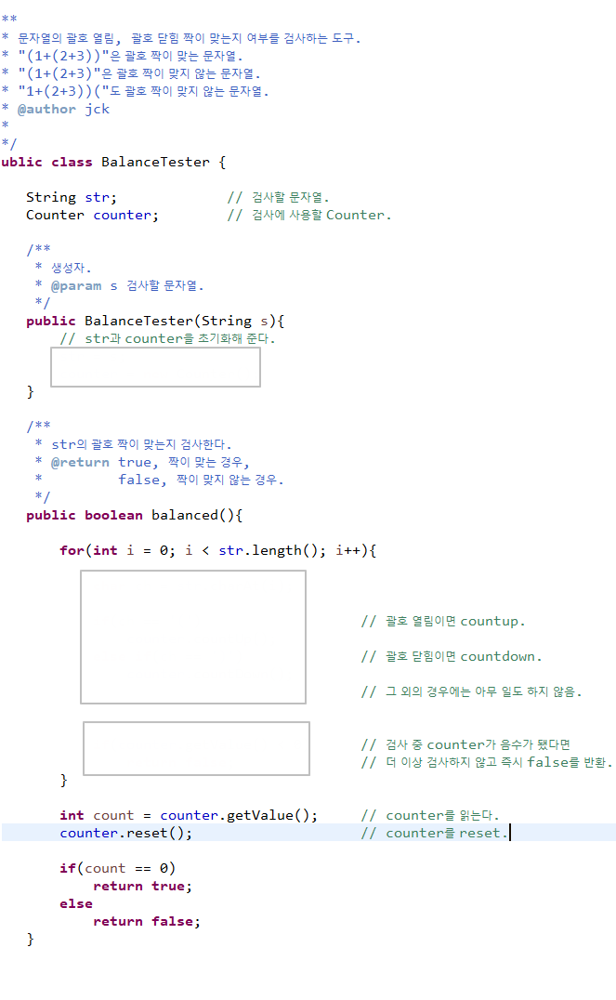 **
* 문자열의 괄호 열림, 괄호 닫힘 짝이 맞는지 여부를 검사하는 도구.
* "(1+(2+3))"은 괄호 짝이 맞는 문자열.
* "(1+(2+3)"은 괄호 짝이 맞지 않는 문자열.
* "1+(2+3))("도 괄호 짝이 맞지 않는 문자열.
* @author jck
*
*/
ublic class BalanceTester {
String str; // 검사할 문자열.
Counter counter; // 검사에 사용할 Counter.
/**
* 생성자.
* @param s 검사할 문자열.
*/
public BalanceTester(String s){
// str과 counter을 초기화해 준다.
}
/**
* str의 괄호 짝이 맞는지 검사한다.
* @return true, 짝이 맞는 경우,
* false, 짝이 맞지 않는 경우.
*/
public boolean balanced(){
for(int i = 0; i < str.length(); i++){
// 괄호 열림이면 countup.
// 괄호 닫힘이면 countdown.
// 그 외의 경우에는 아무 일도 하지 않음.
// 검사 중 counter가 음수가 됐다면
// 더 이상 검사하지 않고 즉시 false를 반환.
}
int count = counter.getValue(); // counter를 읽는다.
counter.reset(); // counter를 reset.
if(count == 0)
return true;
else
return false;
}